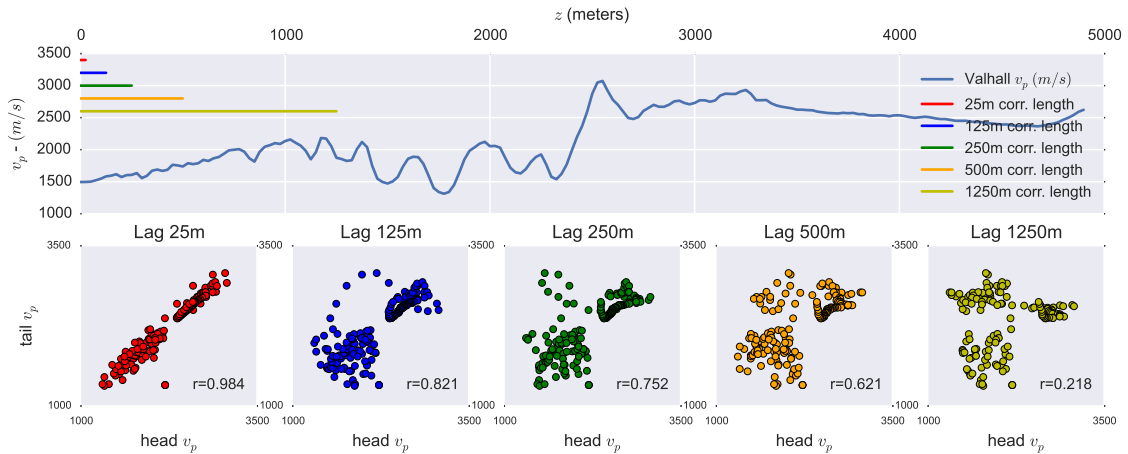 z (meters)
0 1000 2000 3000 4000 5000
3500
3000
2500
2000
1500
1000
v_p - (m/s)
Valhall v_p (m/s)
25m corr. length
125m corr. length
250m corr. length
500m corr. length
1250m corr. length
Lag 25m Lag 125m Lag 250m Lag 500m Lag 1250m
3500 3500 3500 3500 3500
tail v_p
r=0.984 r=0.821 r=0.752 r=0.621 r=0.218
1000 1000 1000 1000 1000
1000 3500 1000 3500 1000 3500 1000 3500 1000 3500
head v_p head v_p head v_p head v_p head v_p